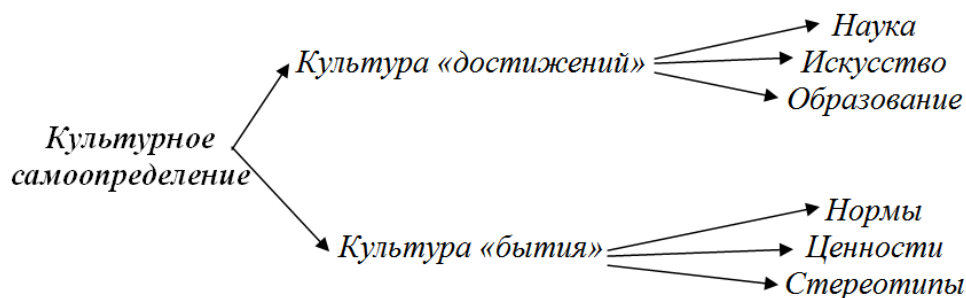 Наука
Культура «достижений»
Искусство
Образование
Культурное
самоопределение
Нормы
Культура «бытия»
Ценности
Стереотипы